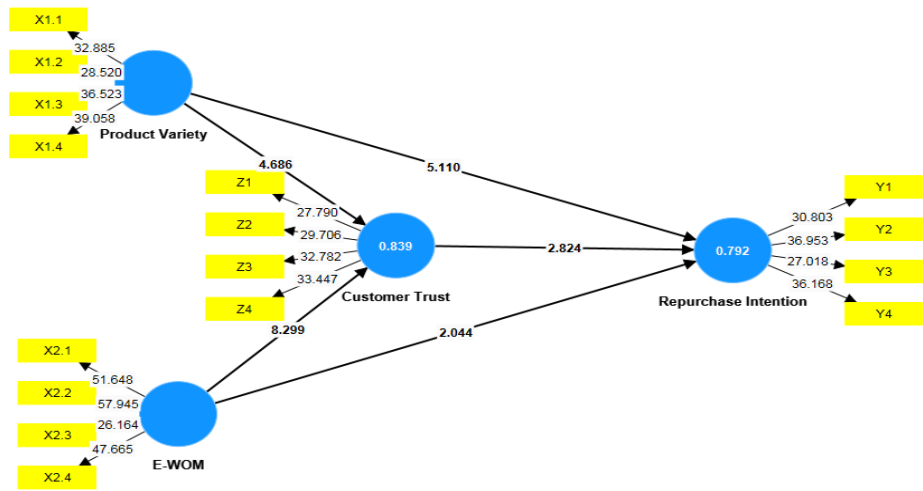 X1.1
32.885
X1.2
28.520
X1.3
36.523
X1.4
39.058
Product Variety
4.686
5.110
Z1
27.790
Z2
29.706
Z3
32.782
Z4
33.447
0.839
Customer Trust
2.824
8.299
2.044
0.792
Repurchase Intention
Y1
30.803
Y2
36.953
Y3
27.018
Y4
36.168
X2.1
51.648
X2.2
57.945
X2.3
26.164
X2.4
47.665
E-WOM